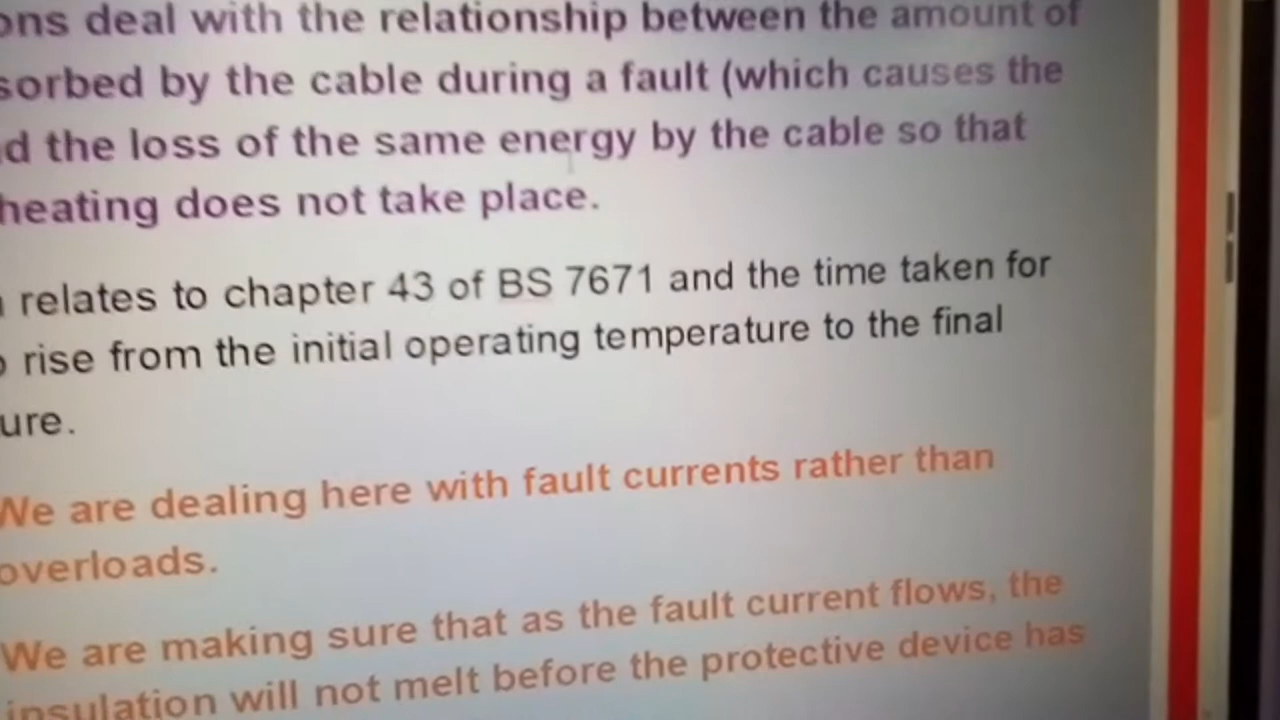 ons deal with the relationship between the amount of
sorbed by the cable during a fault (which causes the
d the loss of the same energy by the cable so that
heating does not take place.
relates to chapter 43 of BS 7671 and the time taken for
rise from the initial operating temperature to the final
ure.
We are dealing here with fault currents rather than
overloads.
We are making sure that as the fault current flows, the
insulation will not melt before the protective device has